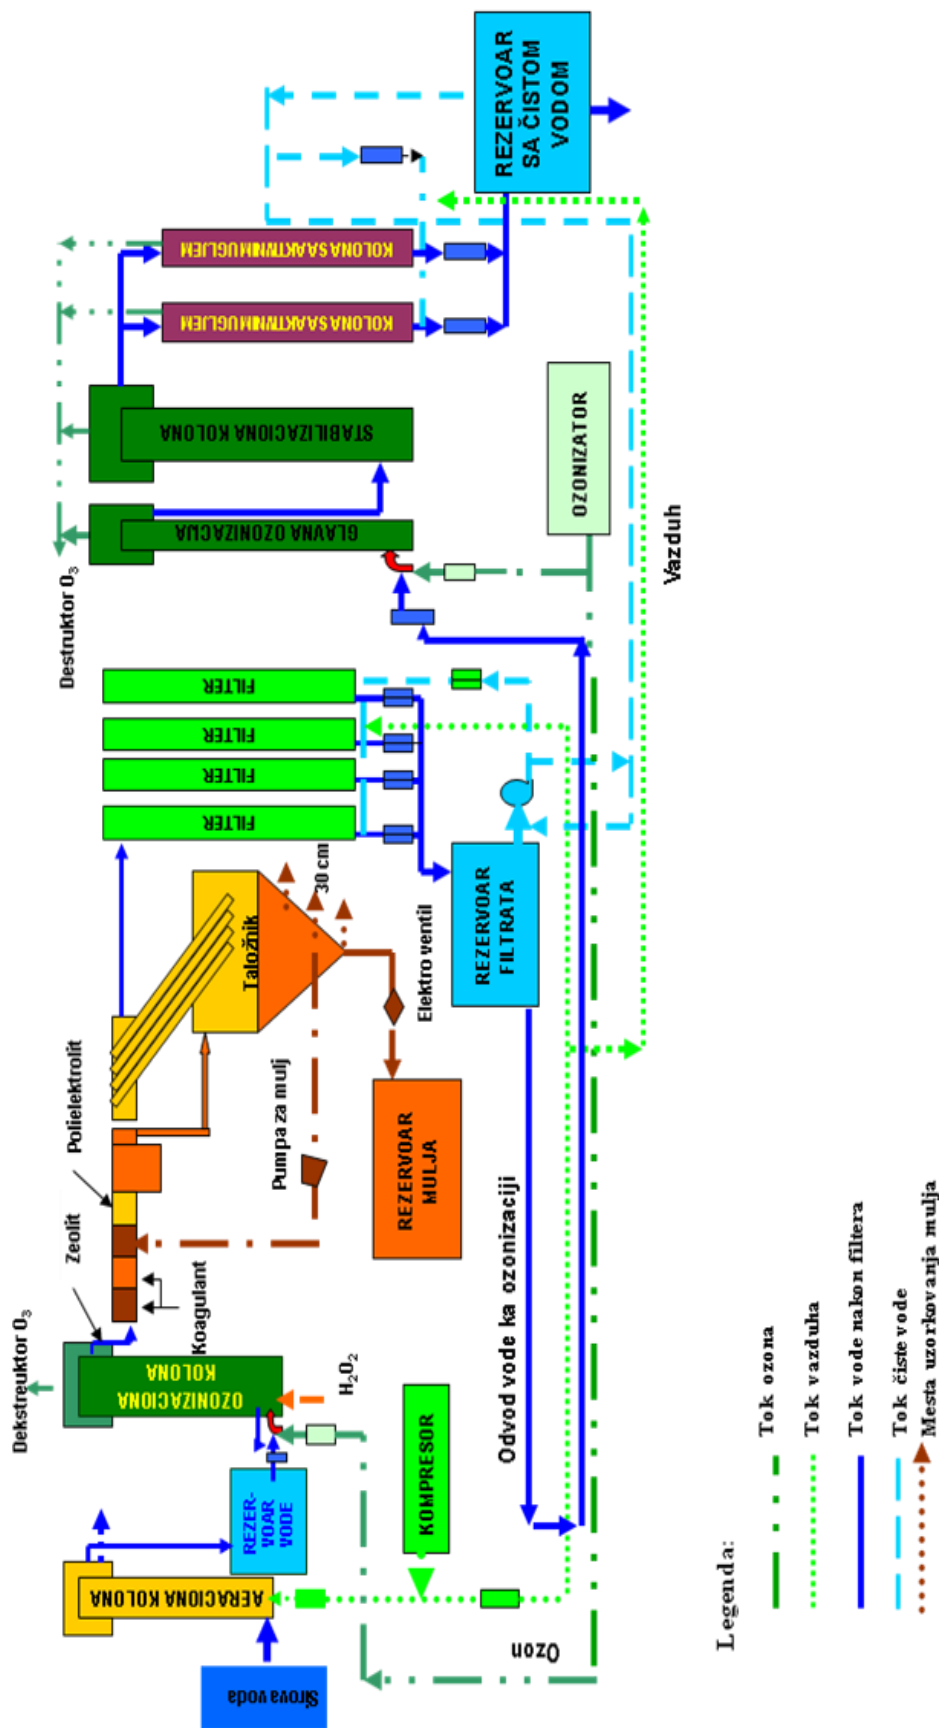 Sirova voda
AERACIONA KOLONA
REZER-
VOAR
VODE
Dekstreuktor O₃
OZONIZACIONA
KOLONA
H₂O₂
Zeolit
Koagulant
Polielektrolit
Pumpa za mulj
Taložnik
30 cm
Elektro ventil
REZERVOAR
MULJA
KOMPRESOR
Ozon
Odvod vode ka ozonizaciji
FILTER
FILTER
FILTER
FILTER
REZERVOAR
FILTRATA
Destruktor O₃
GLAVNA OZONIZACIJA
STABILIZACIONA KOLONA
KOLONA SA AKTIVNIM UGLJEM
KOLONA SA AKTIVNIM UGLJEM
OZONIZATOR
Vazduh
REZERVOAR
SA ČISTOM
VODOM
Legenda:
Tok ozona
Tok vazduha
Tok vode nakon filtera
Tok čiste vode
Mesta uzorkovanja mulja